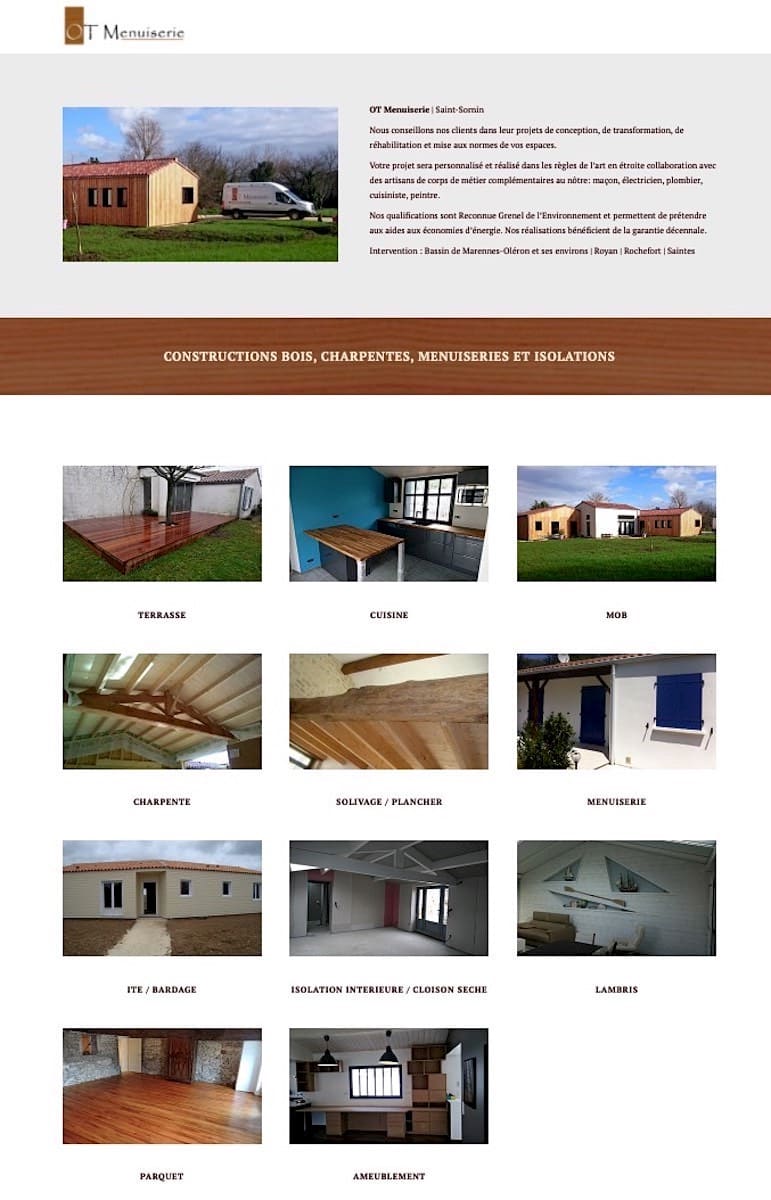 OT Menuiserie
OT Menuiserie | Saint-Sornin
Nous conseillons nos clients dans leur projets de conception, de transformation, de
réhabilitation et mise aux normes de vos espaces.
Votre projet sera personnalisé et réalisé dans les règles de l'art en étroite collaboration avec
des artisans de corps de métier complémentaires au nôtre: maçon, électricien, plombier,
cuisiniste, peintre.
Nos qualifications sont Reconnue Grenel de l'Environnement et permettent de prétendre
aux aides aux économies d'énergie. Nos réalisations bénéficient de la garantie décennale.
Intervention : Bassin de Marennes-Oléron et ses environs | Royan | Rochefort | Saintes
CONSTRUCTIONS BOIS, CHARPENTES, MENUISERIES ET ISOLATIONS
TERRASSE
CUISINE
MOB
CHARPENTE
SOLIVAGE / PLANCHER
MENUISERIE
ITE / BARDAGE
ISOLATION INTERIEURE / CLOISON SECHE
LAMBRIS
PARQUET
AMEUBLEMENT